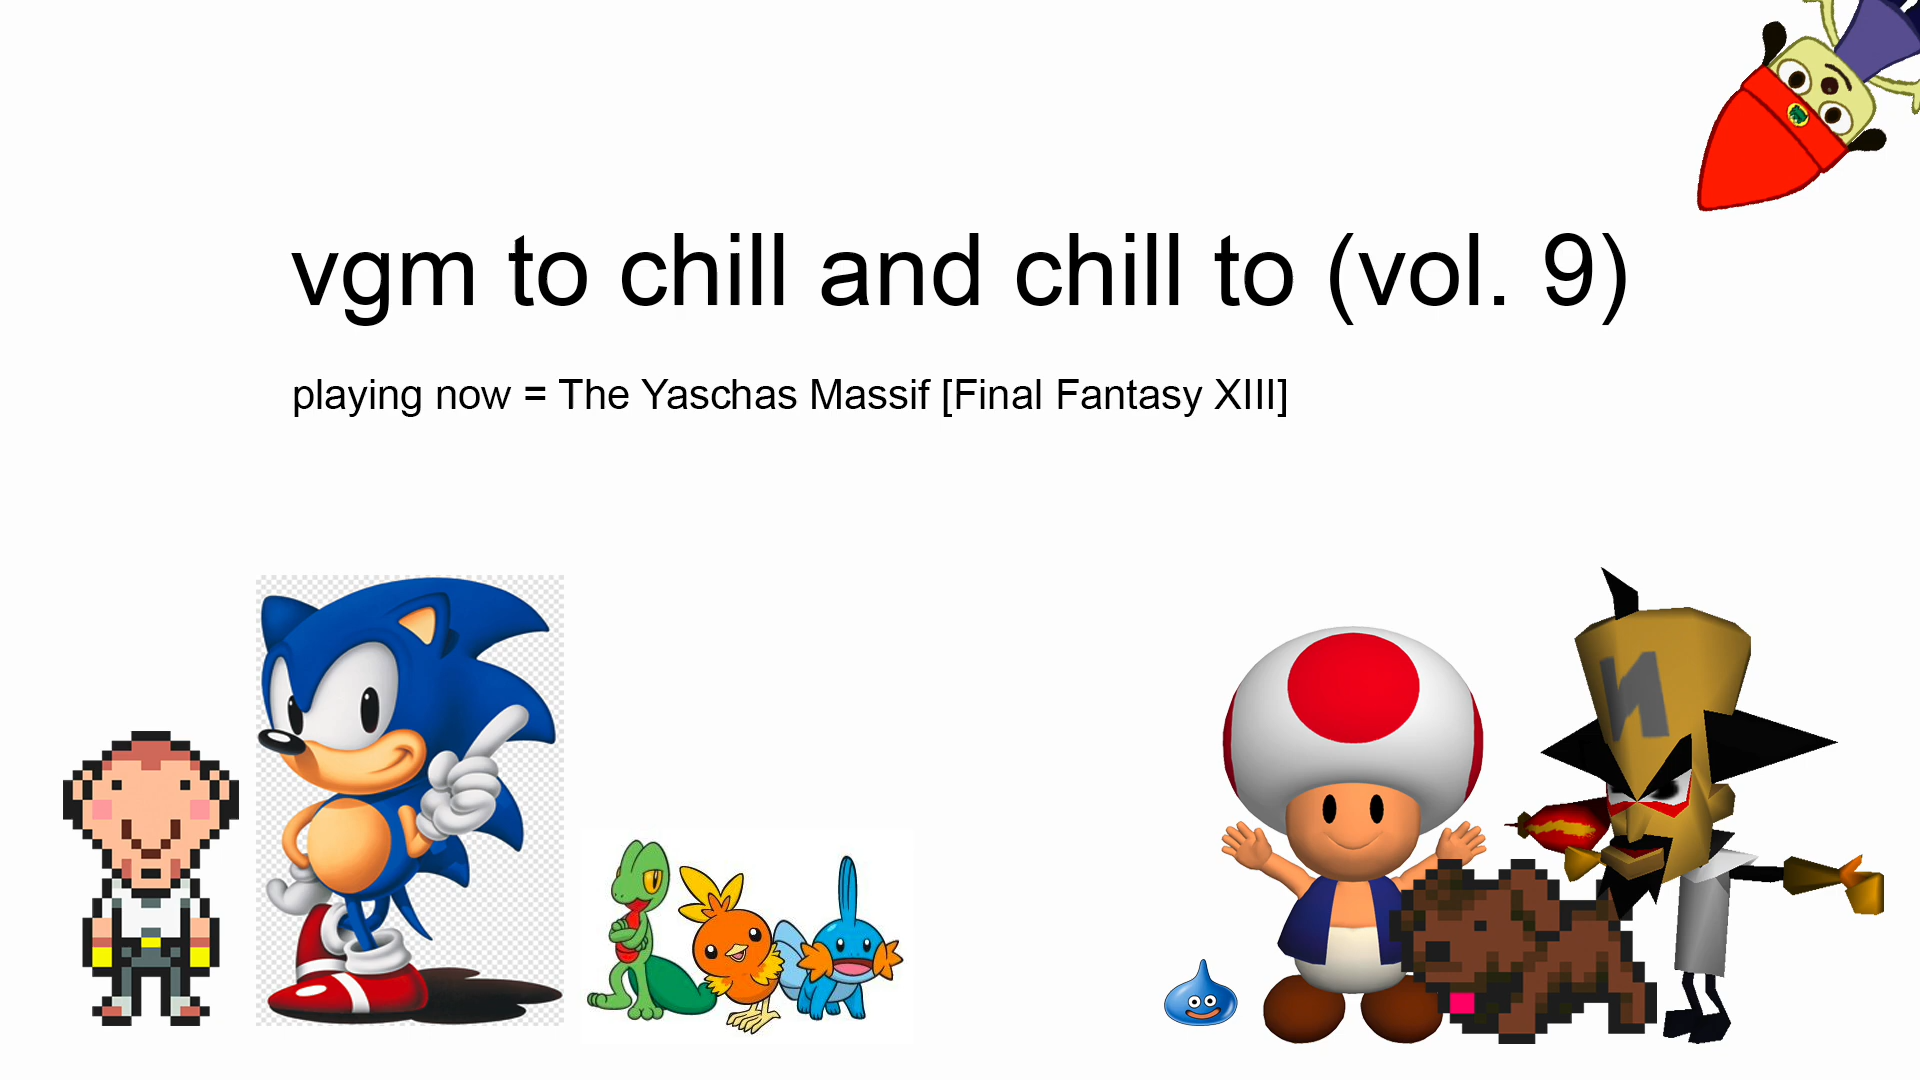 vgm to chill and chill to (vol. 9)
playing now = The Yaschas Massif [Final Fantasy XIII]